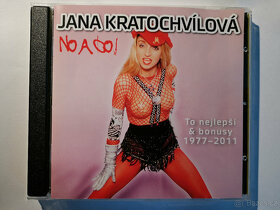 JANA KRATOCHVÍLOVÁ
No A CO!
To nejlepší
& bonusy
1977–2011